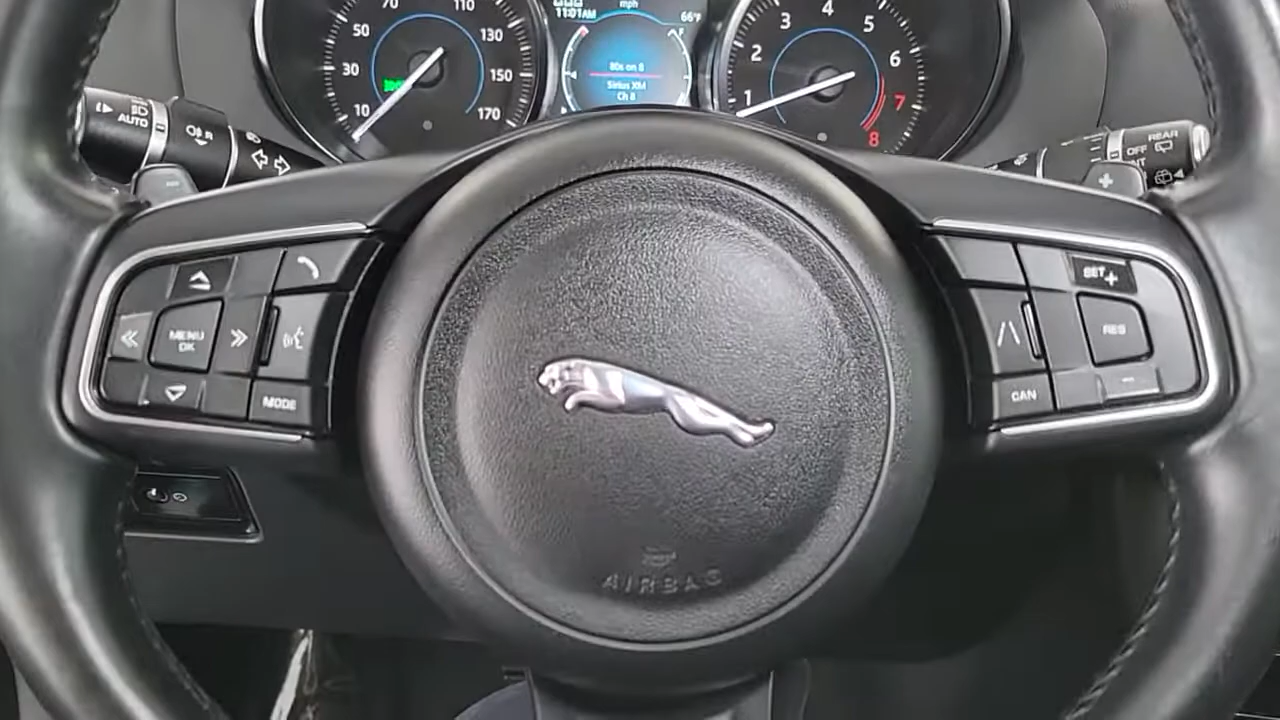 70
110
50
130
30
150
10
170
11:01AM
mph
66°F
F
80s on 8
Sirius XM
Ch 8
1
2
3
4
5
6
7
8
AUTO
R
REAR
OFF
+
MENU
OK
MODE
SET+
RES
CAN
AIRBAG